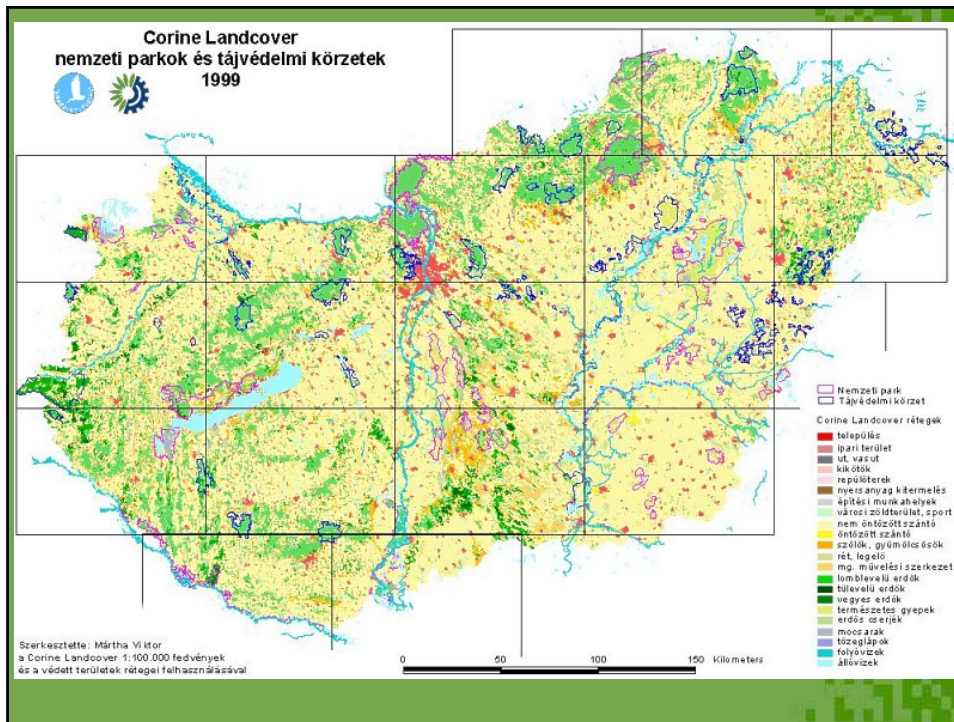 Corine Landcover
nemzeti parkok és tájvédelmi körzetek
1999
Nemzeti park
Tájvédelmi körzet
Corine Landcover rétegek
település
ipari terület
ut, vasut
kikötők
repülőterek
nyersanyag kitermelés
építési munkahelyek
városi zöldterület, sport
nem öntözött szántó
öntözött szántó
szőlők, gyümölcsösök
rét, legelő
mg. művelési szerkezet
lomblevelű erdők
tűlevelű erdők
vegyes erdők
természetes gyepek
erdős cserjék
mocsarak
tőzeglápok
folyóvizek
állóvizek
Szerkesztette: Mártha Viktor
a Corine Landcover 1:100.000 fedvények
és a védett területek rétegei felhasználásával
0 50 100 150 Kilometers